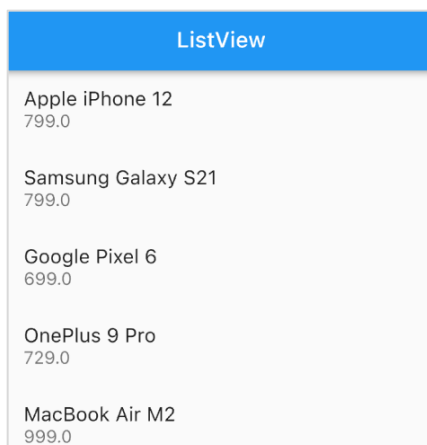 ListView
Apple iPhone 12
799.0
Samsung Galaxy S21
799.0
Google Pixel 6
699.0
OnePlus 9 Pro
729.0
MacBook Air M2
999.0